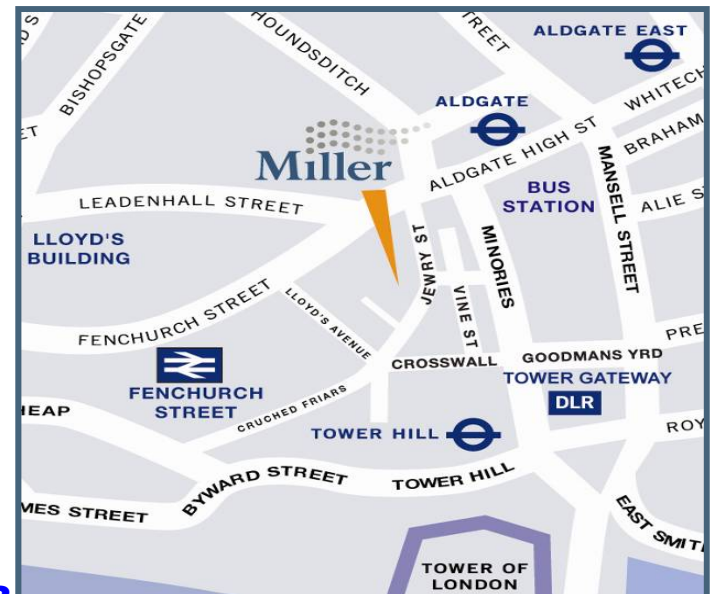 HOUNDSDITCH
BISHOPSGATE
ALDGATE EAST
ALDGATE
WHITECH
BRAHAM
ALDGATE HIGH ST
Miller
LEADENHALL STREET
BUS
STATION
MANSELL STREET
ALIE S
LLOYD'S
BUILDING
JEWRY ST
MINORIES
VINE ST
LLOYD'S AVENUE
FENCHURCH STREET
CROSSWALL
GOODMANS YRD
PRE
TOWER GATEWAY
DLR
FENCHURCH
STREET
CRUCHED FRIARS
HEAP
TOWER HILL
ROY
BYWARD STREET
TOWER HILL
MES STREET
EAST SMIT
TOWER OF
LONDON